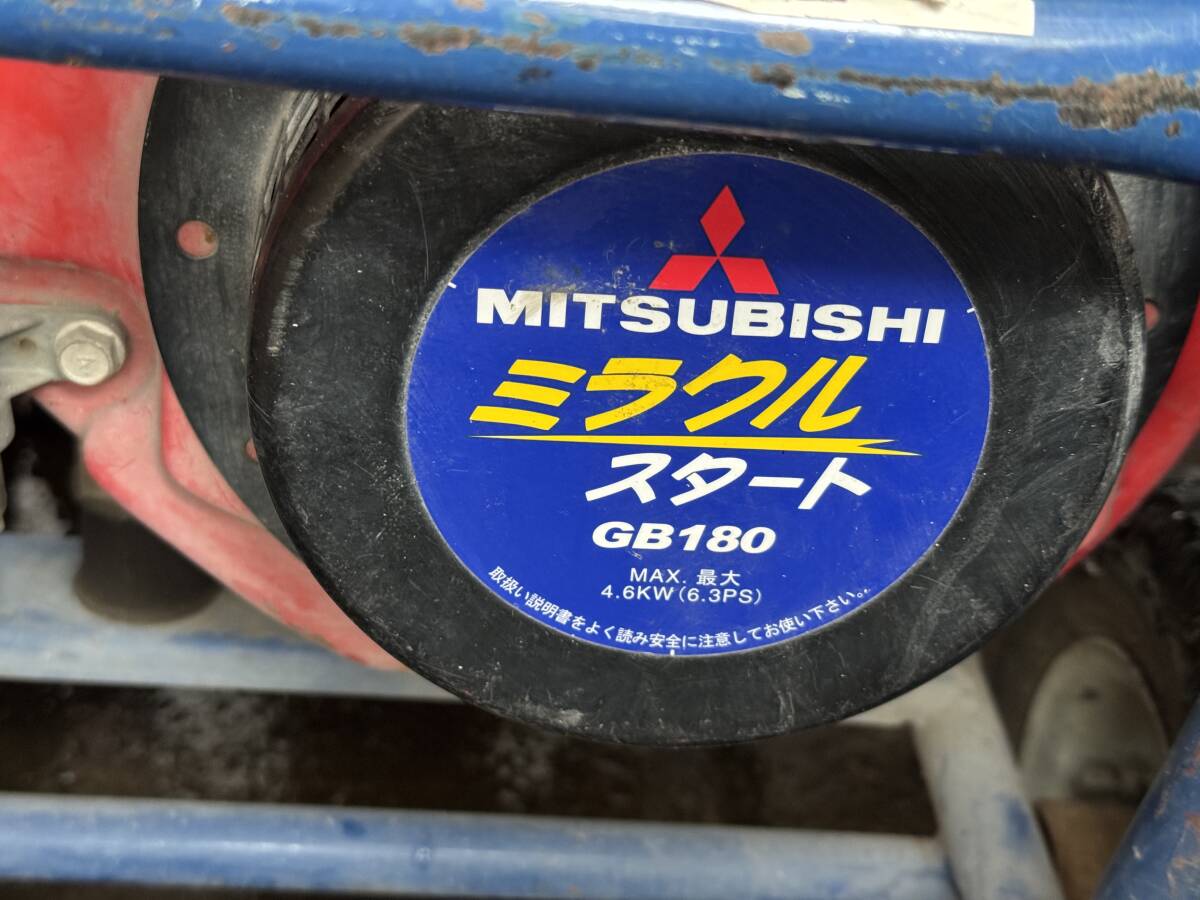 MITSUBISHI
ミラクル
スタート
GB180
MAX. 最大
4.6KW(6.3PS)
取扱い説明書をよく読み安全に注意してお使い下さい。